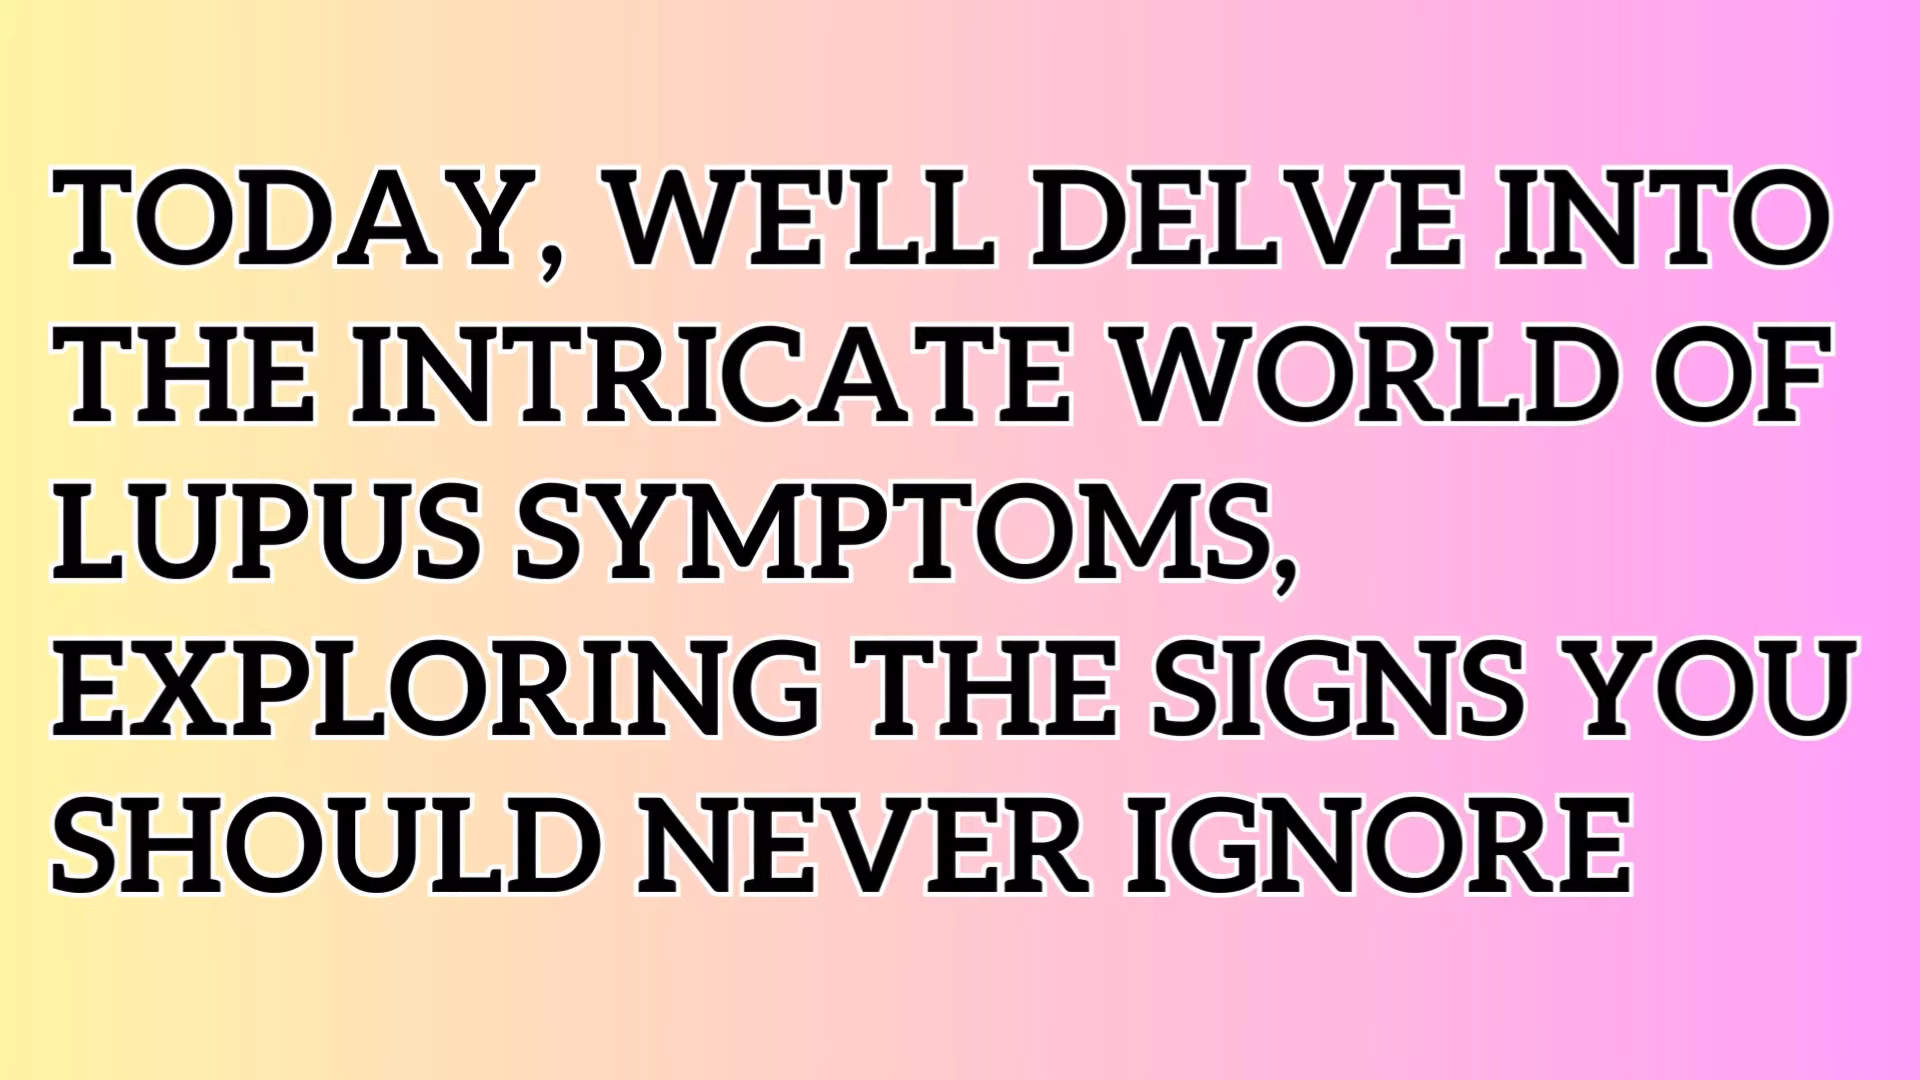 TODAY, WE'LL DELVE INTO
THE INTRICATE WORLD OF
LUPUS SYMPTOMS,
EXPLORING THE SIGNS YOU
SHOULD NEVER IGNORE